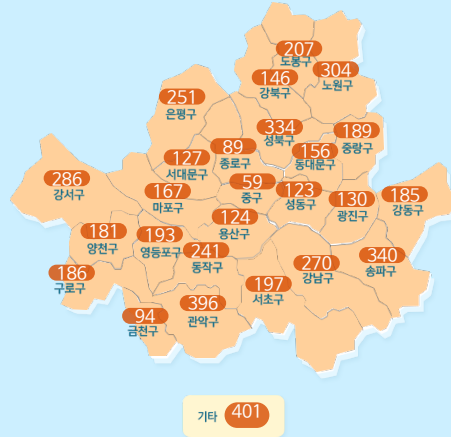 207
도봉구
304
노원구
146
강북구
251
은평구
334
성북구
189
중랑구
89
종로구
156
동대문구
127
서대문구
286
강서구
167
마포구
59
중구
123
성동구
130
광진구
185
강동구
124
용산구
181
양천구
193
영등포구
241
동작구
340
송파구
270
강남구
186
구로구
197
서초구
396
관악구
94
금천구
기타 401